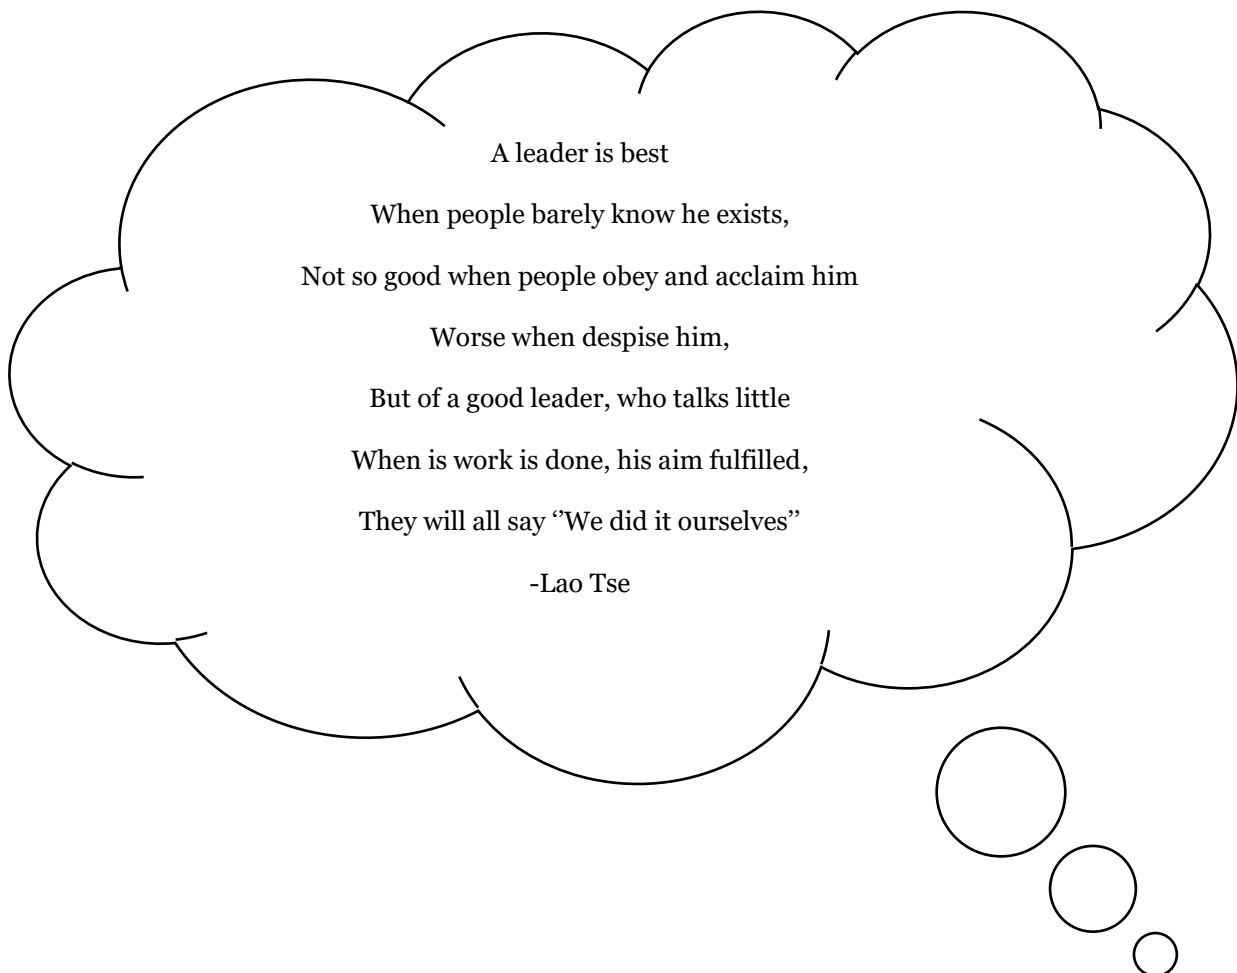 A leader is best
When people barely know he exists,
Not so good when people obey and acclaim him
Worse when despise him,
But of a good leader, who talks little
When is work is done, his aim fulfilled,
They will all say ‘’We did it ourselves’’
-Lao Tse